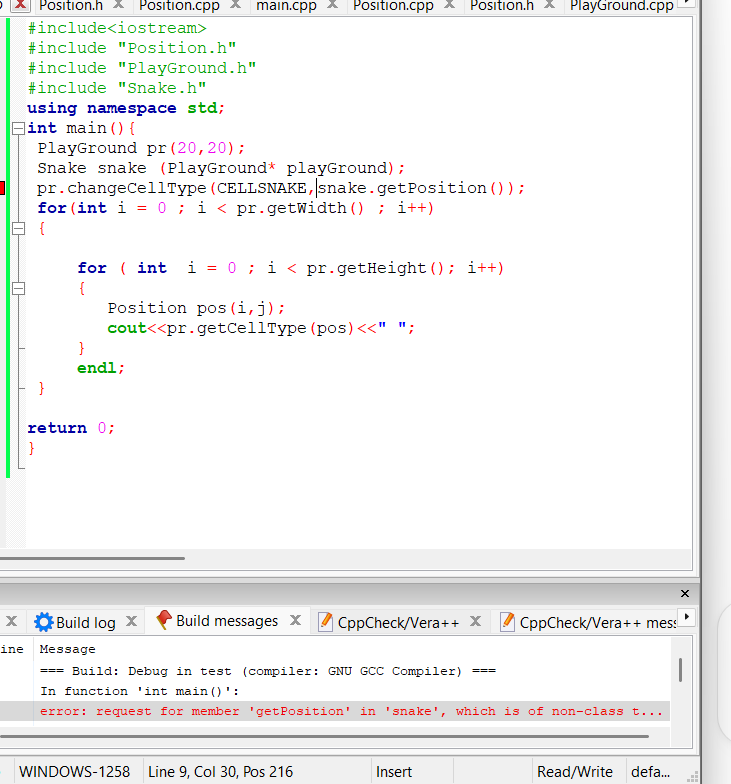 Position.h Position.cpp main.cpp Position.cpp Position.h PlayGround.cpp
#include<iostream>
#include "Position.h"
#include "PlayGround.h"
#include "Snake.h"
using namespace std;
int main(){
PlayGround pr(20,20);
Snake snake (PlayGround* playGround);
pr.changeCellType(CELLSNAKE,snake.getPosition());
for(int i = 0 ; i < pr.getWidth() ; i++)
{
for ( int  i = 0 ; i < pr.getHeight(); i++)
{
Position pos(i,j);
cout<<pr.getCellType(pos)<<" ";
}
endl;
}
return 0;
}
Build log Build messages CppCheck/Vera++ CppCheck/Vera++ mess
ine Message
=== Build: Debug in test (compiler: GNU GCC Compiler) ===
In function 'int main()':
error: request for member 'getPosition' in 'snake', which is of non-class t...
WINDOWS-1258 Line 9, Col 30, Pos 216 Insert Read/Write defa...